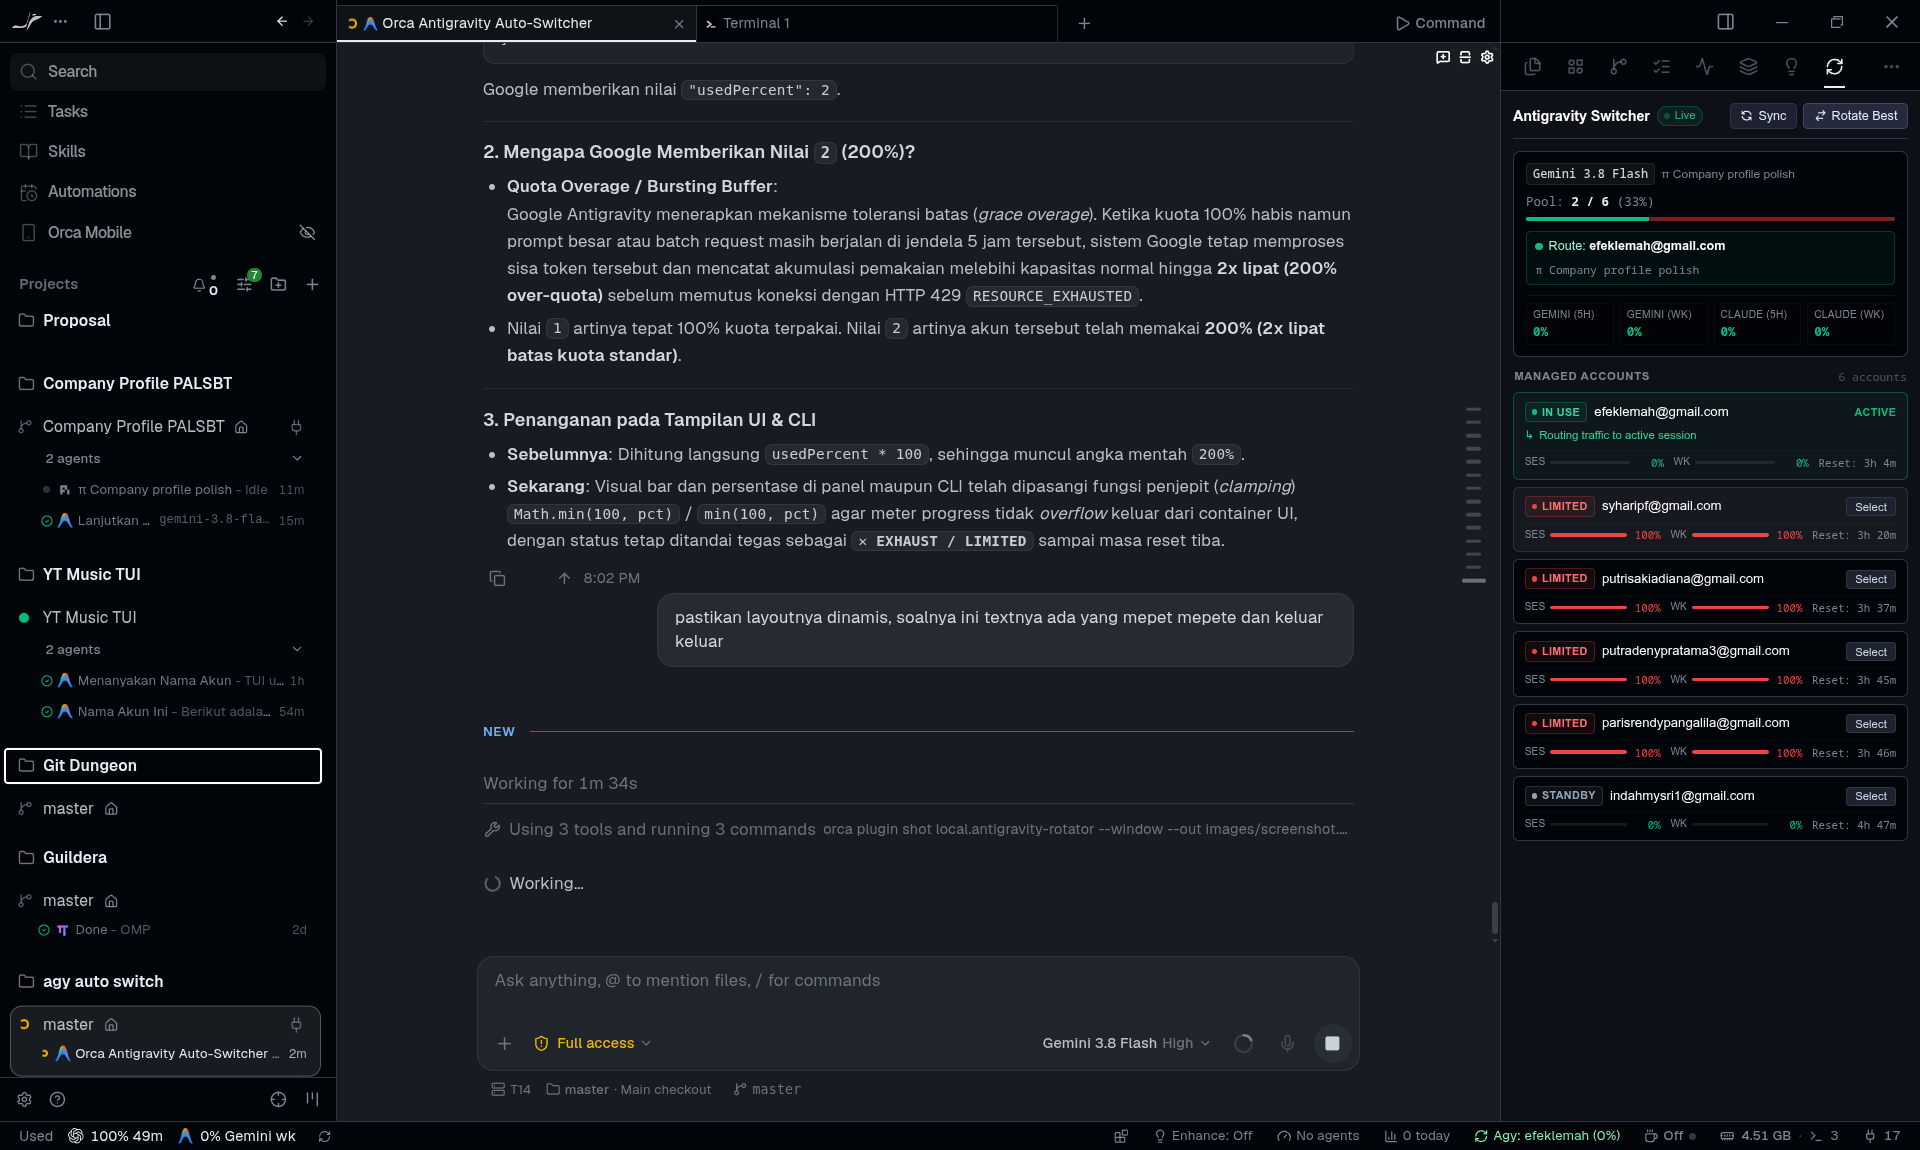 Orca Antigravity Auto-Switcher
Terminal 1
Command
Search
Tasks
Skills
Automations
Orca Mobile
Projects
0
7
Proposal
Company Profile PALSBT
Company Profile PALSBT
2 agents
π Company profile polish - Idle 11m
Lanjutkan ... gemini-3.8-fla... 15m
YT Music TUI
YT Music TUI
2 agents
Menanyakan Nama Akun - TUI u... 1h
Nama Akun Ini - Berikut adala... 54m
Git Dungeon
master
Guildera
master
Done - OMP 2d
agy auto switch
master
Orca Antigravity Auto-Switcher ... 2m
Google memberikan nilai "usedPercent": 2.
2. Mengapa Google Memberikan Nilai 2 (200%)?
• Quota Overage / Bursting Buffer:
Google Antigravity menerapkan mekanisme toleransi batas (grace overage). Ketika kuota 100% habis namun
prompt besar atau batch request masih berjalan di jendela 5 jam tersebut, sistem Google tetap memproses
sisa token tersebut dan mencatat akumulasi pemakaian melebihi kapasitas normal hingga 2x lipat (200%
over-quota) sebelum memutus koneksi dengan HTTP 429 RESOURCE_EXHAUSTED.
• Nilai 1 artinya tepat 100% kuota terpakai. Nilai 2 artinya akun tersebut telah memakai 200% (2x lipat
batas kuota standar).
3. Penanganan pada Tampilan UI & CLI
• Sebelumnya: Dihitung langsung usedPercent * 100, sehingga muncul angka mentah 200%.
• Sekarang: Visual bar dan persentase di panel maupun CLI telah dipasangi fungsi penjepit (clamping)
Math.min(100, pct) / min(100, pct) agar meter progress tidak overflow keluar dari container UI,
dengan status tetap ditandai tegas sebagai × EXHAUST / LIMITED sampai masa reset tiba.
8:02 PM
pastikan layoutnya dinamis, soalnya ini textnya ada yang mepet mepete dan keluar
keluar
NEW
Working for 1m 34s
Using 3 tools and running 3 commands orca plugin shot local.antigravity-rotator --window --out images/screenshot....
Working...
Ask anything, @ to mention files, / for commands
Full access
Gemini 3.8 Flash High
T14 master · Main checkout master
Antigravity Switcher Live Sync Rotate Best
Gemini 3.8 Flash π Company profile polish
Pool: 2 / 6 (33%)
Route: efeklemah@gmail.com
π Company profile polish
GEMINI (5H) GEMINI (WK) CLAUDE (5H) CLAUDE (WK)
0% 0% 0% 0%
MANAGED ACCOUNTS 6 accounts
IN USE efeklemah@gmail.com ACTIVE
↳ Routing traffic to active session
SES 0% WK 0% Reset: 3h 4m
LIMITED syharipf@gmail.com Select
SES 100% WK 100% Reset: 3h 20m
LIMITED putrisakiadiana@gmail.com Select
SES 100% WK 100% Reset: 3h 37m
LIMITED putradenypratama3@gmail.com Select
SES 100% WK 100% Reset: 3h 45m
LIMITED parisrendypangalila@gmail.com Select
SES 100% WK 100% Reset: 3h 46m
STANDBY indahmysri1@gmail.com Select
SES 0% WK 0% Reset: 4h 47m
Used 100% 49m 0% Gemini wk
Enhance: Off No agents 0 today Agy: efeklemah (0%) Off 4.51 GB · 3 17